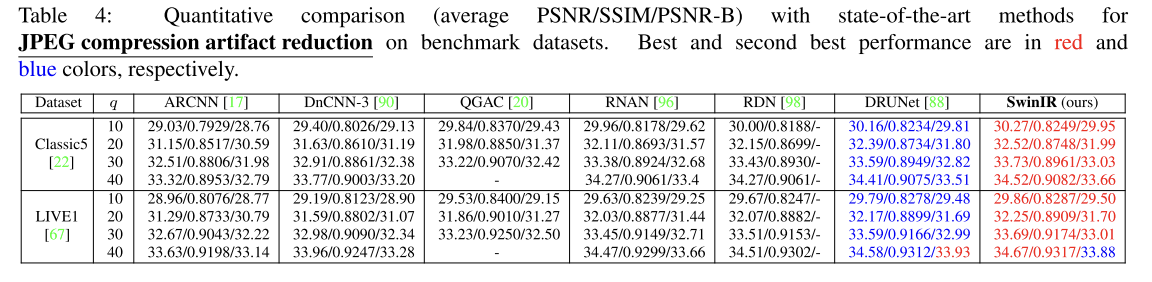 Table 4: Quantitative comparison (average PSNR/SSIM/PSNR-B) with state-of-the-art methods for
JPEG compression artifact reduction on benchmark datasets. Best and second best performance are in red and
blue colors, respectively.
Dataset q ARCNN [17] DnCNN-3 [90] QGAC [20] RNAN [96] RDN [98] DRUNet [88] SwinIR (ours)
Classic5 [22] 10 29.03/0.7929/28.76 29.40/0.8026/29.13 29.84/0.8370/29.43 29.96/0.8178/29.62 30.00/0.8188/- 30.16/0.8234/29.81 30.27/0.8249/29.95
20 31.15/0.8517/30.59 31.63/0.8610/31.19 31.98/0.8850/31.37 32.11/0.8693/31.57 32.15/0.8699/- 32.39/0.8734/31.80 32.52/0.8748/31.99
30 32.51/0.8806/31.98 32.91/0.8861/32.38 33.22/0.9070/32.42 33.38/0.8924/32.68 33.43/0.8930/- 33.59/0.8949/32.82 33.73/0.8961/33.03
40 33.32/0.8953/32.79 33.77/0.9003/33.20 - 34.27/0.9061/33.4 34.27/0.9061/- 34.41/0.9075/33.51 34.52/0.9082/33.66
LIVE1 [67] 10 28.96/0.8076/28.77 29.19/0.8123/28.90 29.53/0.8400/29.15 29.63/0.8239/29.25 29.67/0.8247/- 29.79/0.8278/29.48 29.86/0.8287/29.50
20 31.29/0.8733/30.79 31.59/0.8802/31.07 31.86/0.9010/31.27 32.03/0.8877/31.44 32.07/0.8882/- 32.17/0.8899/31.69 32.25/0.8909/31.70
30 32.67/0.9043/32.22 32.98/0.9090/32.34 33.23/0.9250/32.50 33.45/0.9149/32.71 33.51/0.9153/- 33.59/0.9166/32.99 33.69/0.9174/33.01
40 33.63/0.9198/33.14 33.96/0.9247/33.28 - 34.47/0.9299/33.66 34.51/0.9302/- 34.58/0.9312/33.93 34.67/0.9317/33.88